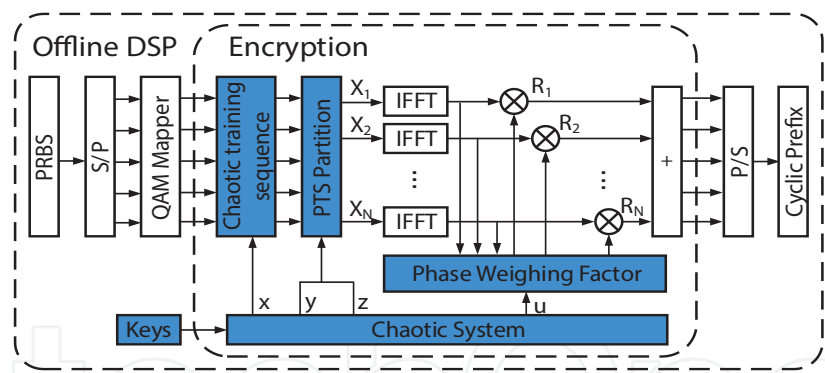 Offline DSP
Encryption
PRBS
S/P
QAM Mapper
Chaotic training
sequence
PTS Partition
X1
X2
...
XN
IFFT
IFFT
IFFT
R1
R2
...
RN
+
P/S
Cyclic Prefix
Phase Weighing Factor
x
y
z
u
Keys
Chaotic System